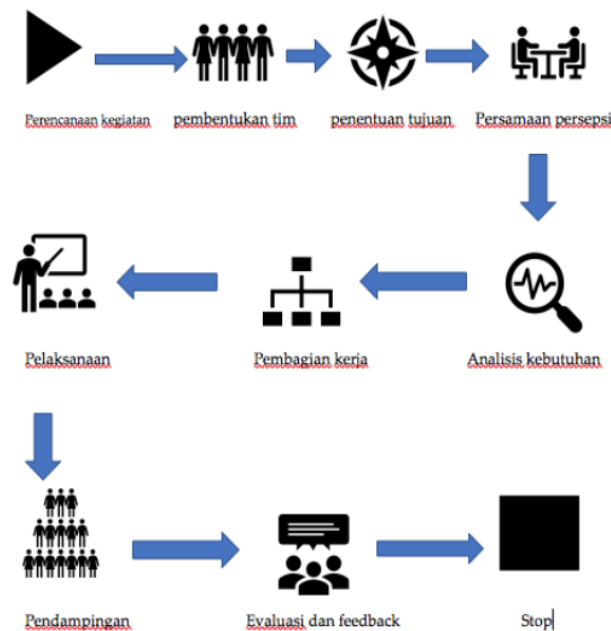 Perencanaan kegiatan
pembentukan tim
penentuan tujuan
Persamaan persepsi
Analisis kebutuhan
Pembagian kerja
Pelaksanaan
Pendampingan
Evaluasi dan feedback
Stop